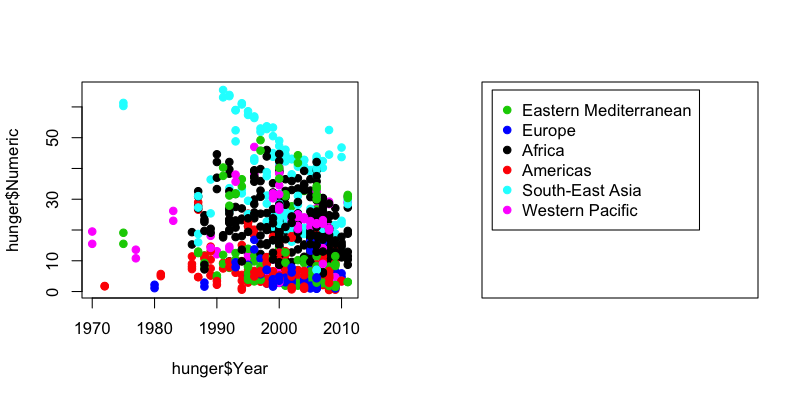 hunger$Numeric
50
30
10
0
1970 1980 1990 2000 2010
hunger$Year
Eastern Mediterranean
Europe
Africa
Americas
South-East Asia
Western Pacific